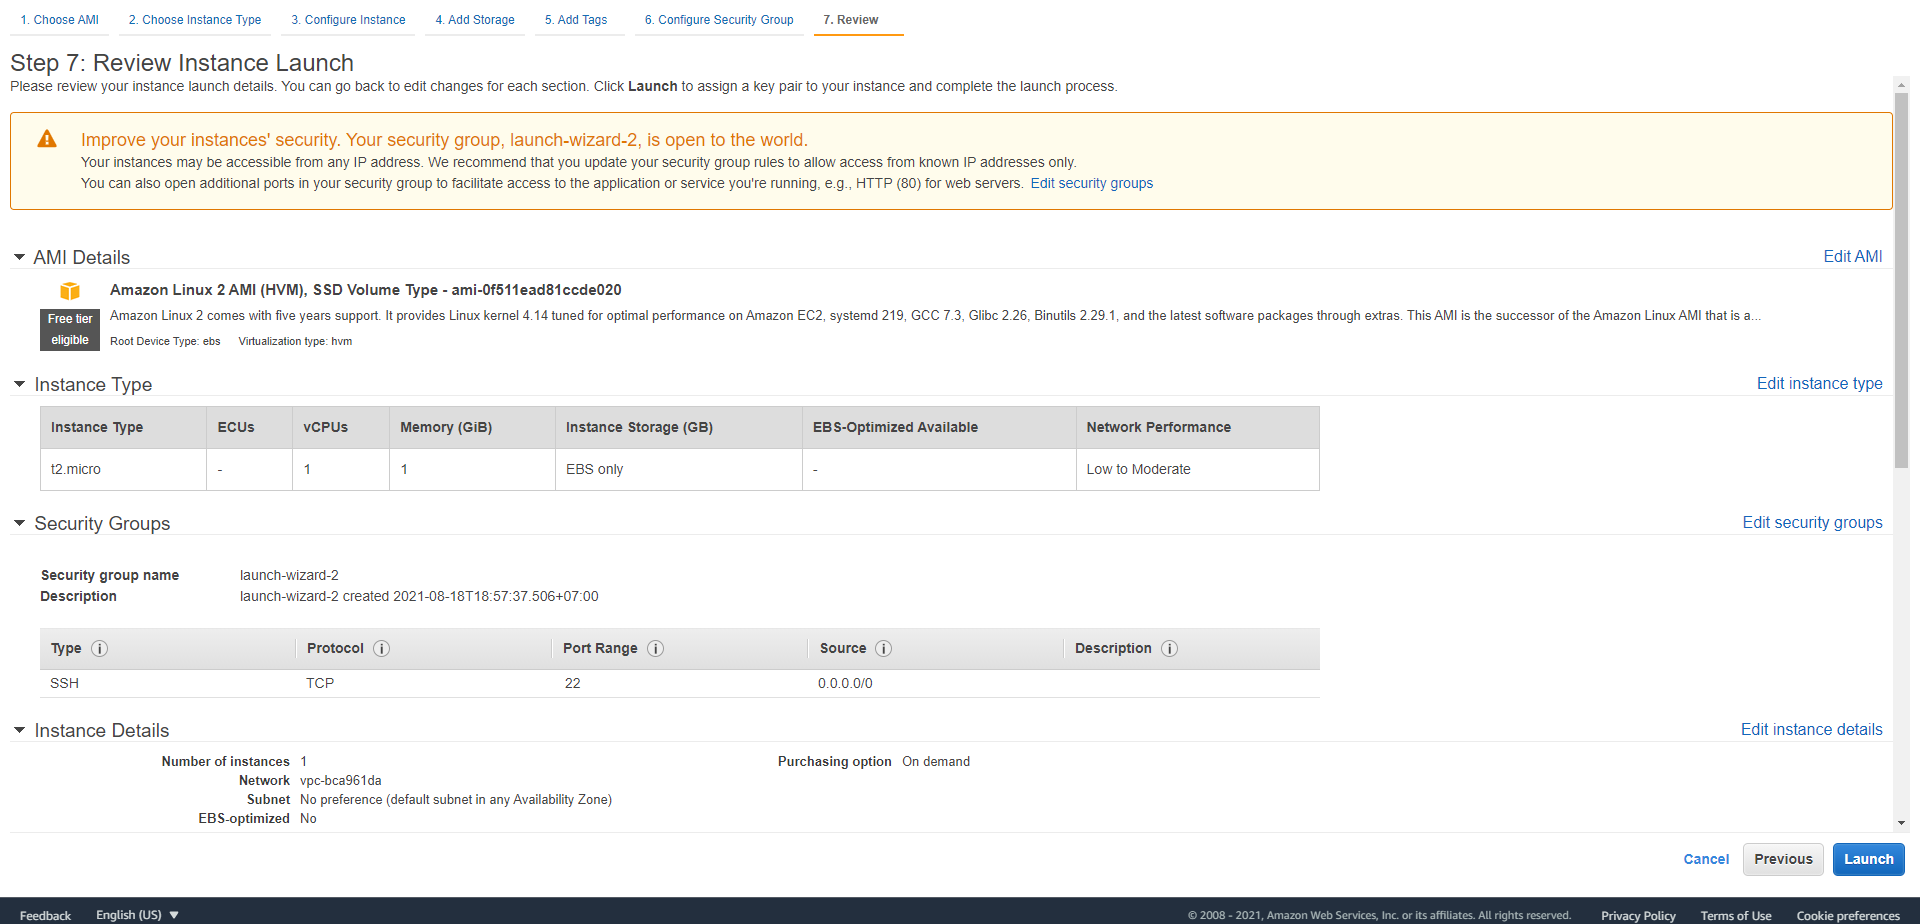 1. Choose AMI 2. Choose Instance Type 3. Configure Instance 4. Add Storage 5. Add Tags 6. Configure Security Group 7. Review
Step 7: Review Instance Launch
Please review your instance launch details. You can go back to edit changes for each section. Click Launch to assign a key pair to your instance and complete the launch process.
Improve your instances' security. Your security group, launch-wizard-2, is open to the world.
Your instances may be accessible from any IP address. We recommend that you update your security group rules to allow access from known IP addresses only.
You can also open additional ports in your security group to facilitate access to the application or service you're running, e.g., HTTP (80) for web servers. Edit security groups
AMI Details Edit AMI
Amazon Linux 2 AMI (HVM), SSD Volume Type - ami-0f511ead81ccde020
Free tier eligible
Amazon Linux 2 comes with five years support. It provides Linux kernel 4.14 tuned for optimal performance on Amazon EC2, systemd 219, GCC 7.3, Glibc 2.26, Binutils 2.29.1, and the latest software packages through extras. This AMI is the successor of the Amazon Linux AMI that is a...
Root Device Type: ebs Virtualization type: hvm
Instance Type Edit instance type
Instance Type ECUs vCPUs Memory (GiB) Instance Storage (GB) EBS-Optimized Available Network Performance
t2.micro - 1 1 EBS only - Low to Moderate
Security Groups Edit security groups
Security group name launch-wizard-2
Description launch-wizard-2 created 2021-08-18T18:57:37.506+07:00
Type Protocol Port Range Source Description
SSH TCP 22 0.0.0.0/0
Instance Details Edit instance details
Number of instances 1 Purchasing option On demand
Network vpc-bca961da
Subnet No preference (default subnet in any Availability Zone)
EBS-optimized No
Cancel Previous Launch
Feedback English (US) © 2008 - 2021, Amazon Web Services, Inc. or its affiliates. All rights reserved. Privacy Policy Terms of Use Cookie preferences